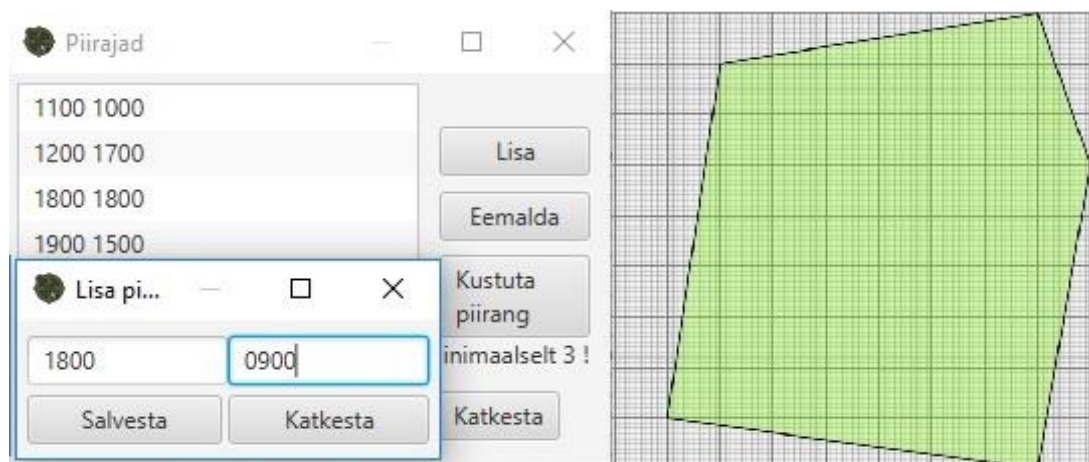 Piirajad
1100 1000
1200 1700
1800 1800
1900 1500
Lisa
Eemalda
Kustuta
piirang
inimaalselt 3 !
Katkesta
Lisa pi...
1800 0900
Salvesta Katkesta